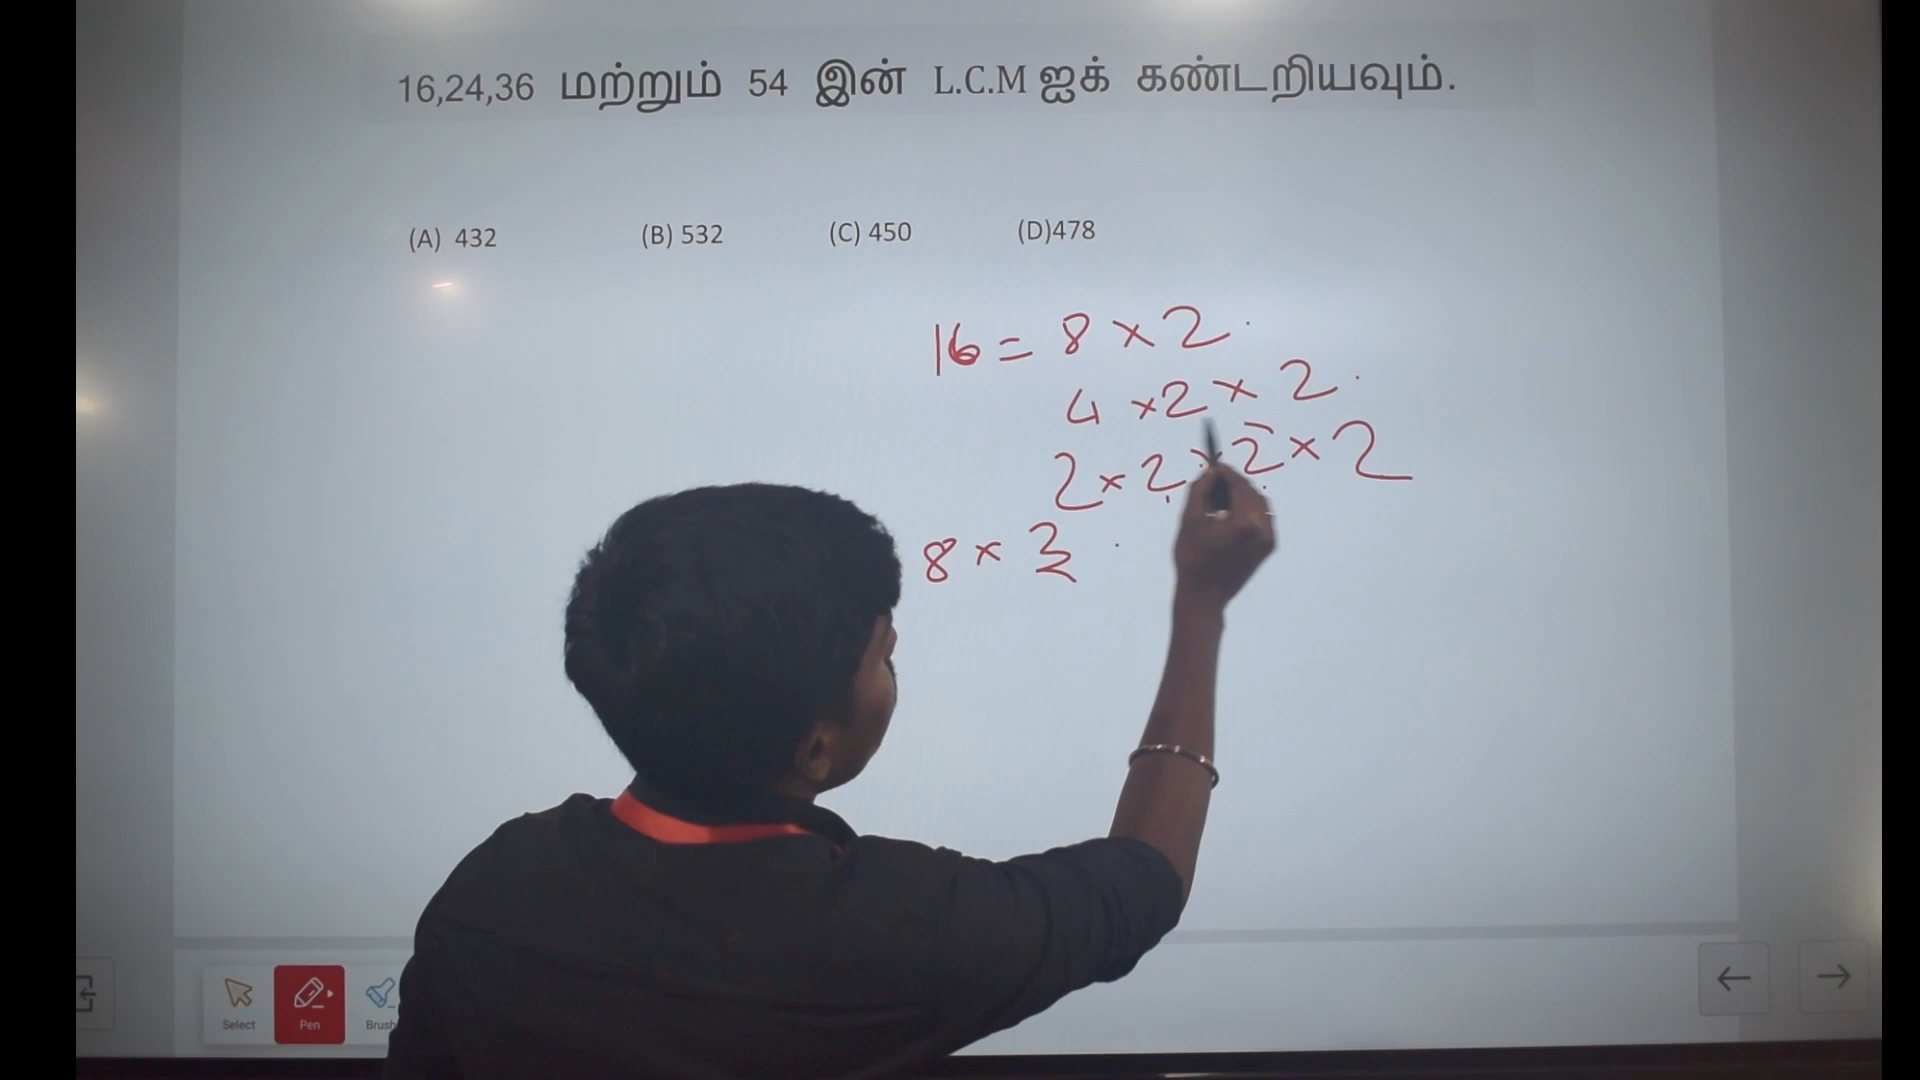 16,24,36 மற்றும் 54 இன் L.C.M ஐக் கண்டறியவும்.
(A) 432 (B) 532 (C) 450 (D)478
16 = 8 × 2
4 × 2 × 2
2 × 2 × 2 × 2
8 × 3
Select Pen Brush